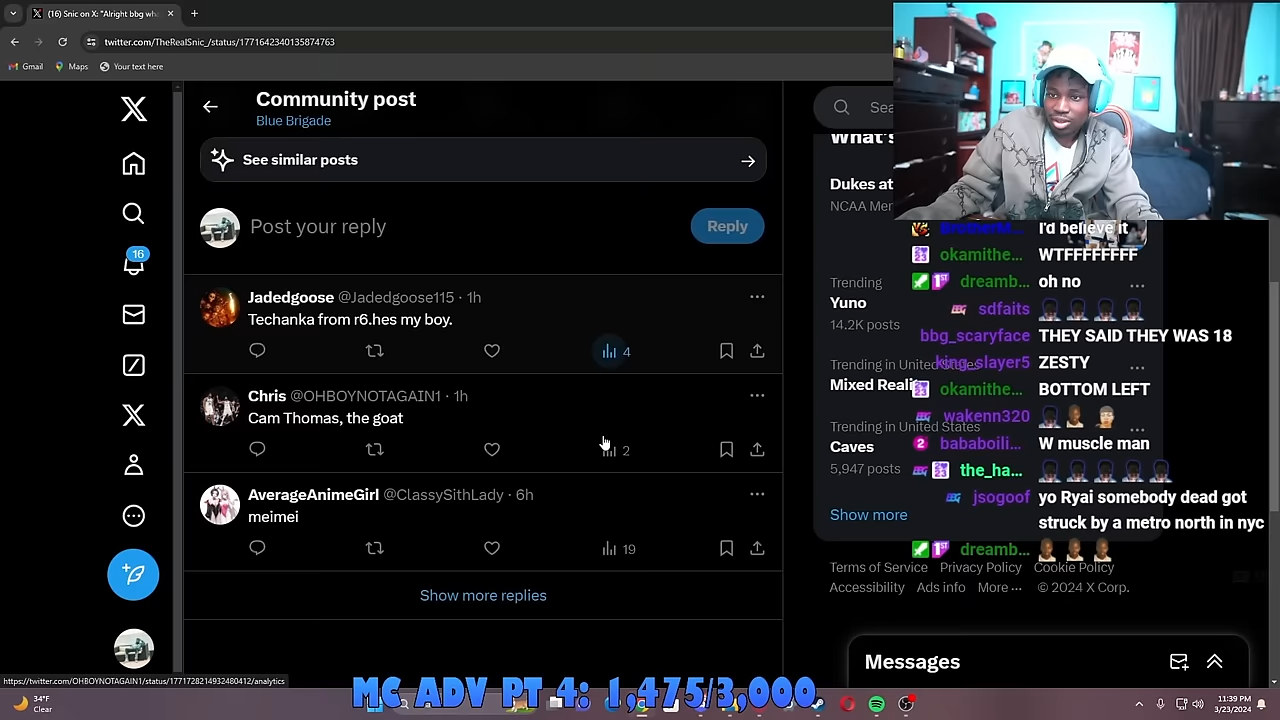 (16) Snic on X: "Alright bbg wh
twitter.com/TheRealSnic_/status/1771642340135874763
Gmail
Maps
Your text here
Community post
Blue Brigade
See similar posts
Post your reply
Reply
16
Jadedgoose @Jadedgoose115 · 1h
Techanka from r6 hes my boy.
4
Chris @OHBOYNOTAGAIN1 · 1h
Cam Thomas, the goat
2
AverageAnimeGirl @ClassySithLady · 6h
meimei
19
Show more replies
Sea
What's
Dukes at
NCAA Mer
Trending
Yuno
14.2K posts
Trending in United States
Mixed Reali
Trending in United States
Caves
5,947 posts
Show more
Terms of Service Privacy Policy Cookie Policy
Accessibility Ads info More ... © 2024 X Corp.
BrotherM... I'd believe it
okamithe... WTFFFFFFFF
dreamb... oh no
sdfaits
bbg_scaryface THEY SAID THEY WAS 18
king_slayer5 ZESTY
okamithe... BOTTOM LEFT
wakenn320
bababoili... W muscle man
the_ha...
jsogoof yo Ryai somebody dead got
struck by a metro north in nyc
dreamb...
Messages
https://twitter.com/OHBOYNOTAGAIN1/status/1771728214932480412/analytics
MC ADV PT 4: 1,475/3,000
34°F
Clear
11:39 PM
3/23/2024